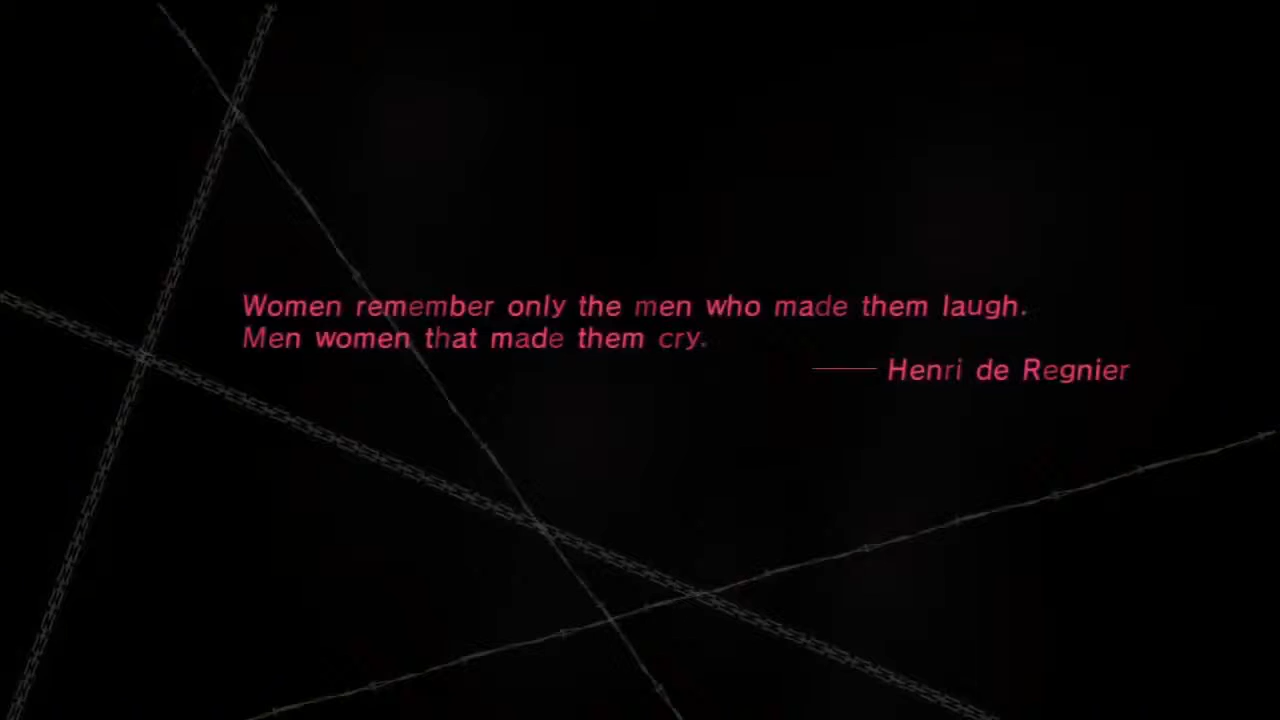 Women remember only the men who made them laugh.
Men women that made them cry.
—— Henri de Regnier